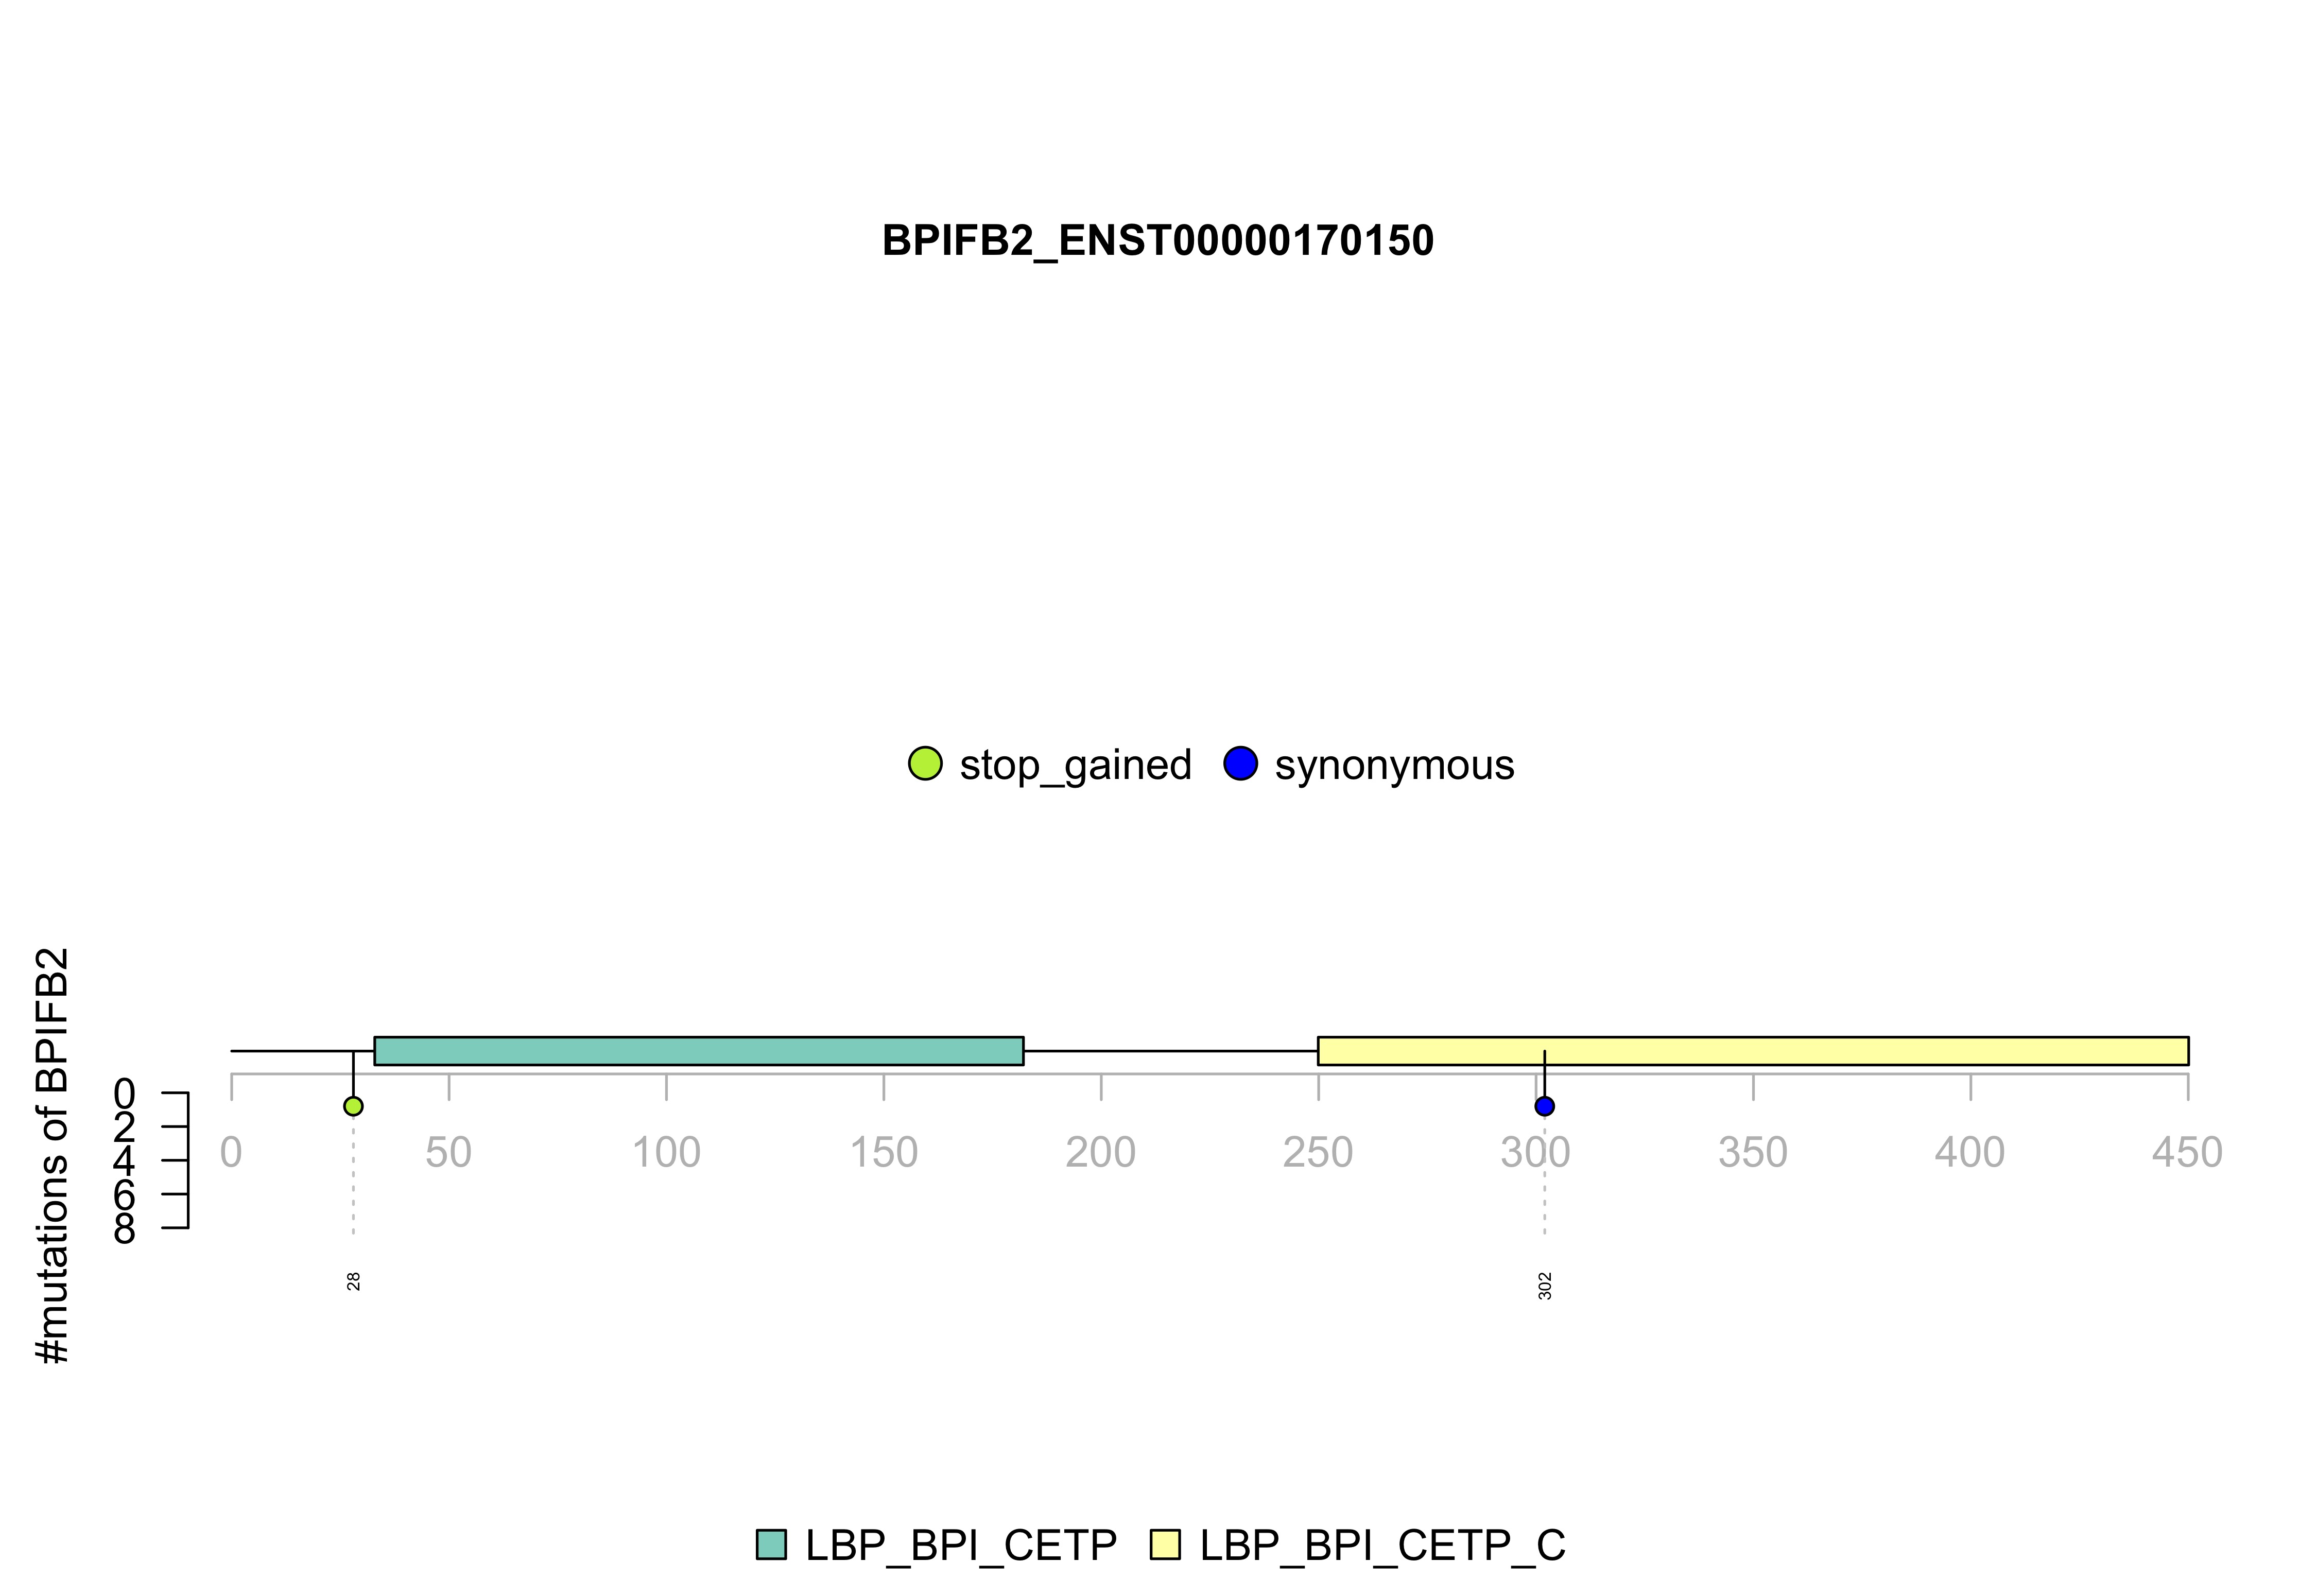 BPIFB2_ENST00000170150
stop_gained synonymous
#mutations of BPIFB2
0
2
4
6
8
0 50 100 150 200 250 300 350 400 450
28 302
LBP_BPI_CETP LBP_BPI_CETP_C